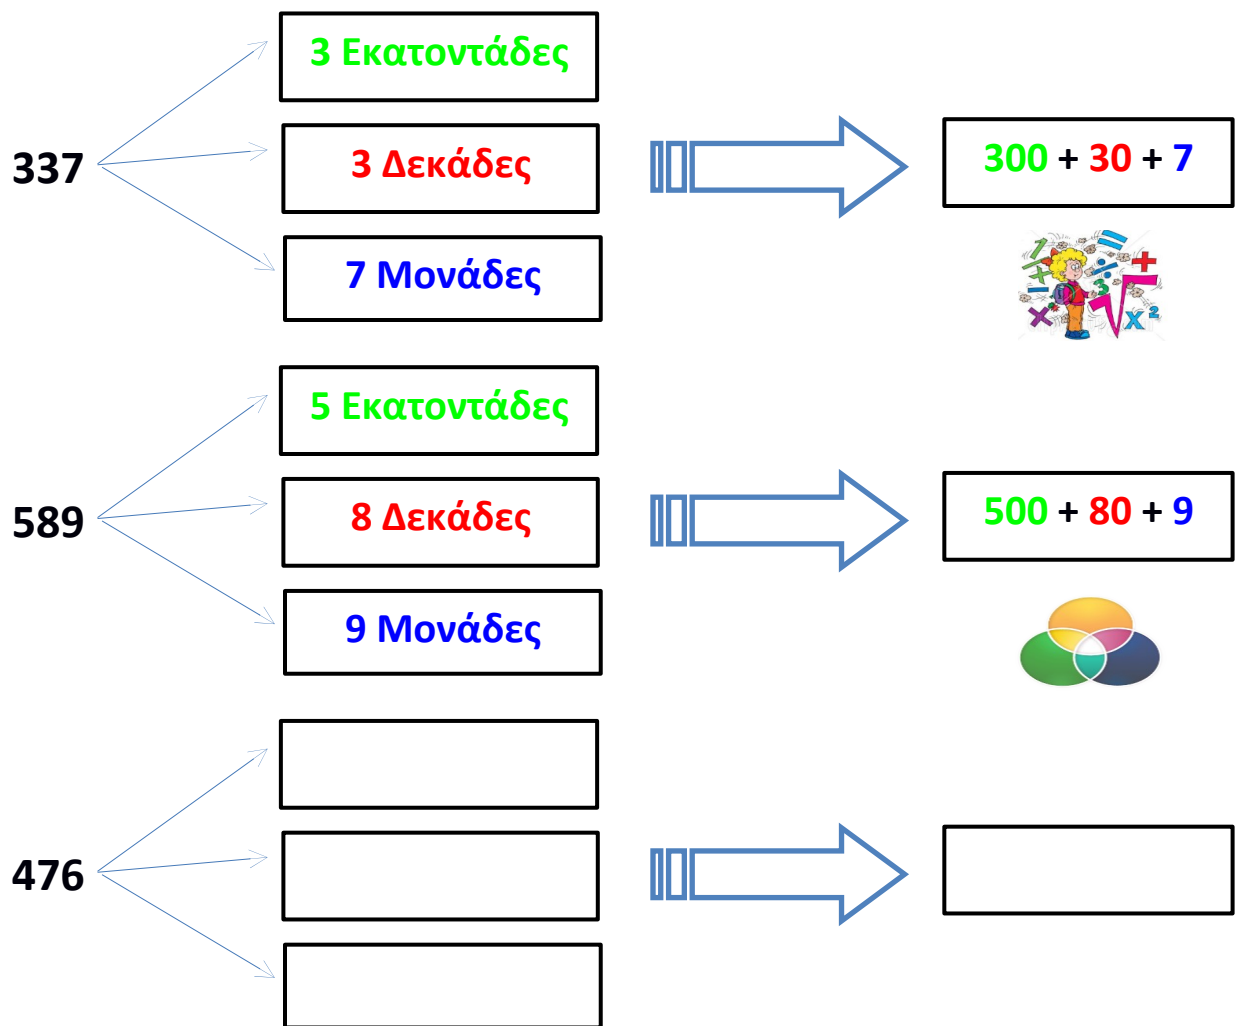 3 Εκατοντάδες
337
3 Δεκάδες
300 + 30 + 7
7 Μονάδες
5 Εκατοντάδες
589
8 Δεκάδες
500 + 80 + 9
9 Μονάδες
476